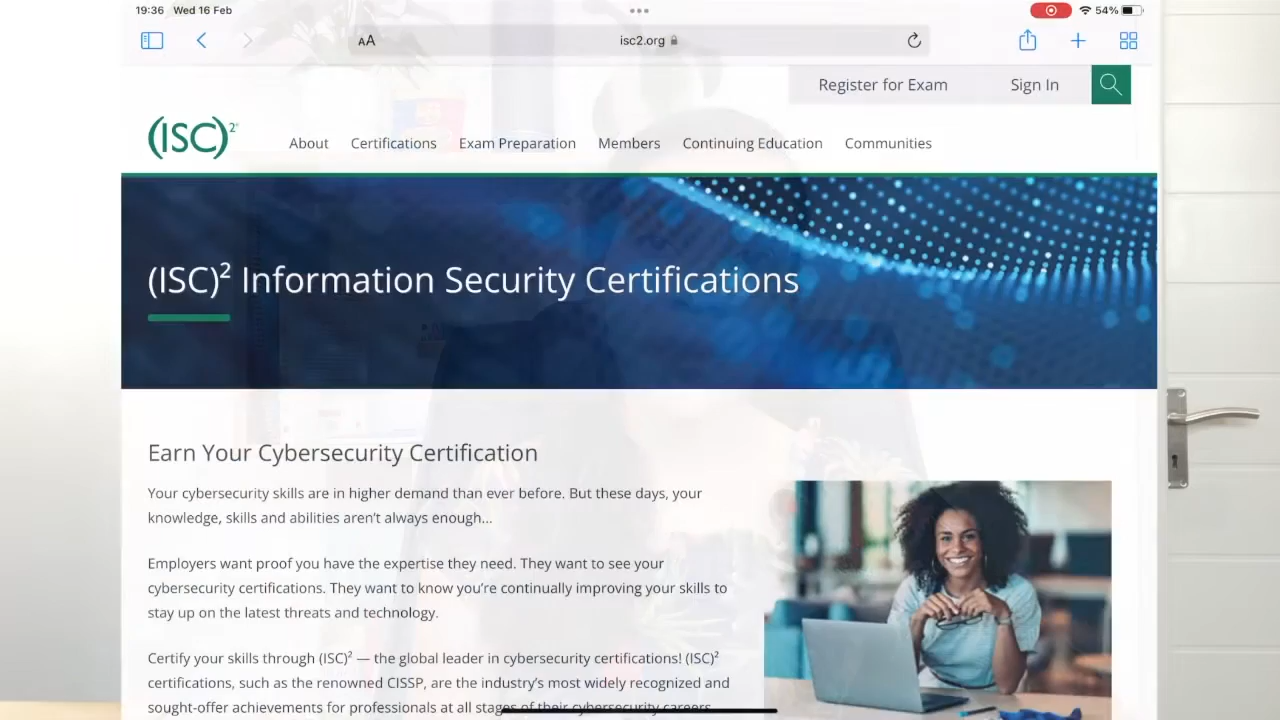 19:36 Wed 16 Feb
54%
AA
isc2.org
Register for Exam
Sign In
(ISC)²
About
Certifications
Exam Preparation
Members
Continuing Education
Communities
(ISC)² Information Security Certifications
Earn Your Cybersecurity Certification
Your cybersecurity skills are in higher demand than ever before. But these days, your
knowledge, skills and abilities aren't always enough...
Employers want proof you have the expertise they need. They want to see your
cybersecurity certifications. They want to know you're continually improving your skills to
stay up on the latest threats and technology.
Certify your skills through (ISC)² — the global leader in cybersecurity certifications! (ISC)²
certifications, such as the renowned CISSP, are the industry's most widely recognized and
sought-offer achievements for professionals at all stages of their cybersecurity careers.